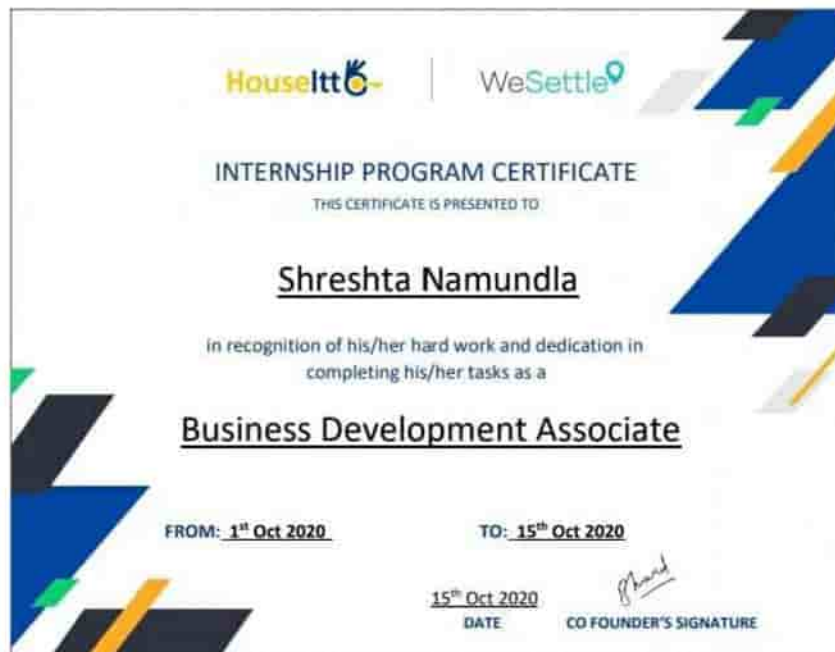 HouseItt
WeSettle
INTERNSHIP PROGRAM CERTIFICATE
THIS CERTIFICATE IS PRESENTED TO
Shreshta Namundla
in recognition of his/her hard work and dedication in
completing his/her tasks as a
Business Development Associate
FROM: 1st Oct 2020 TO: 15th Oct 2020
15th Oct 2020
DATE CO FOUNDER'S SIGNATURE